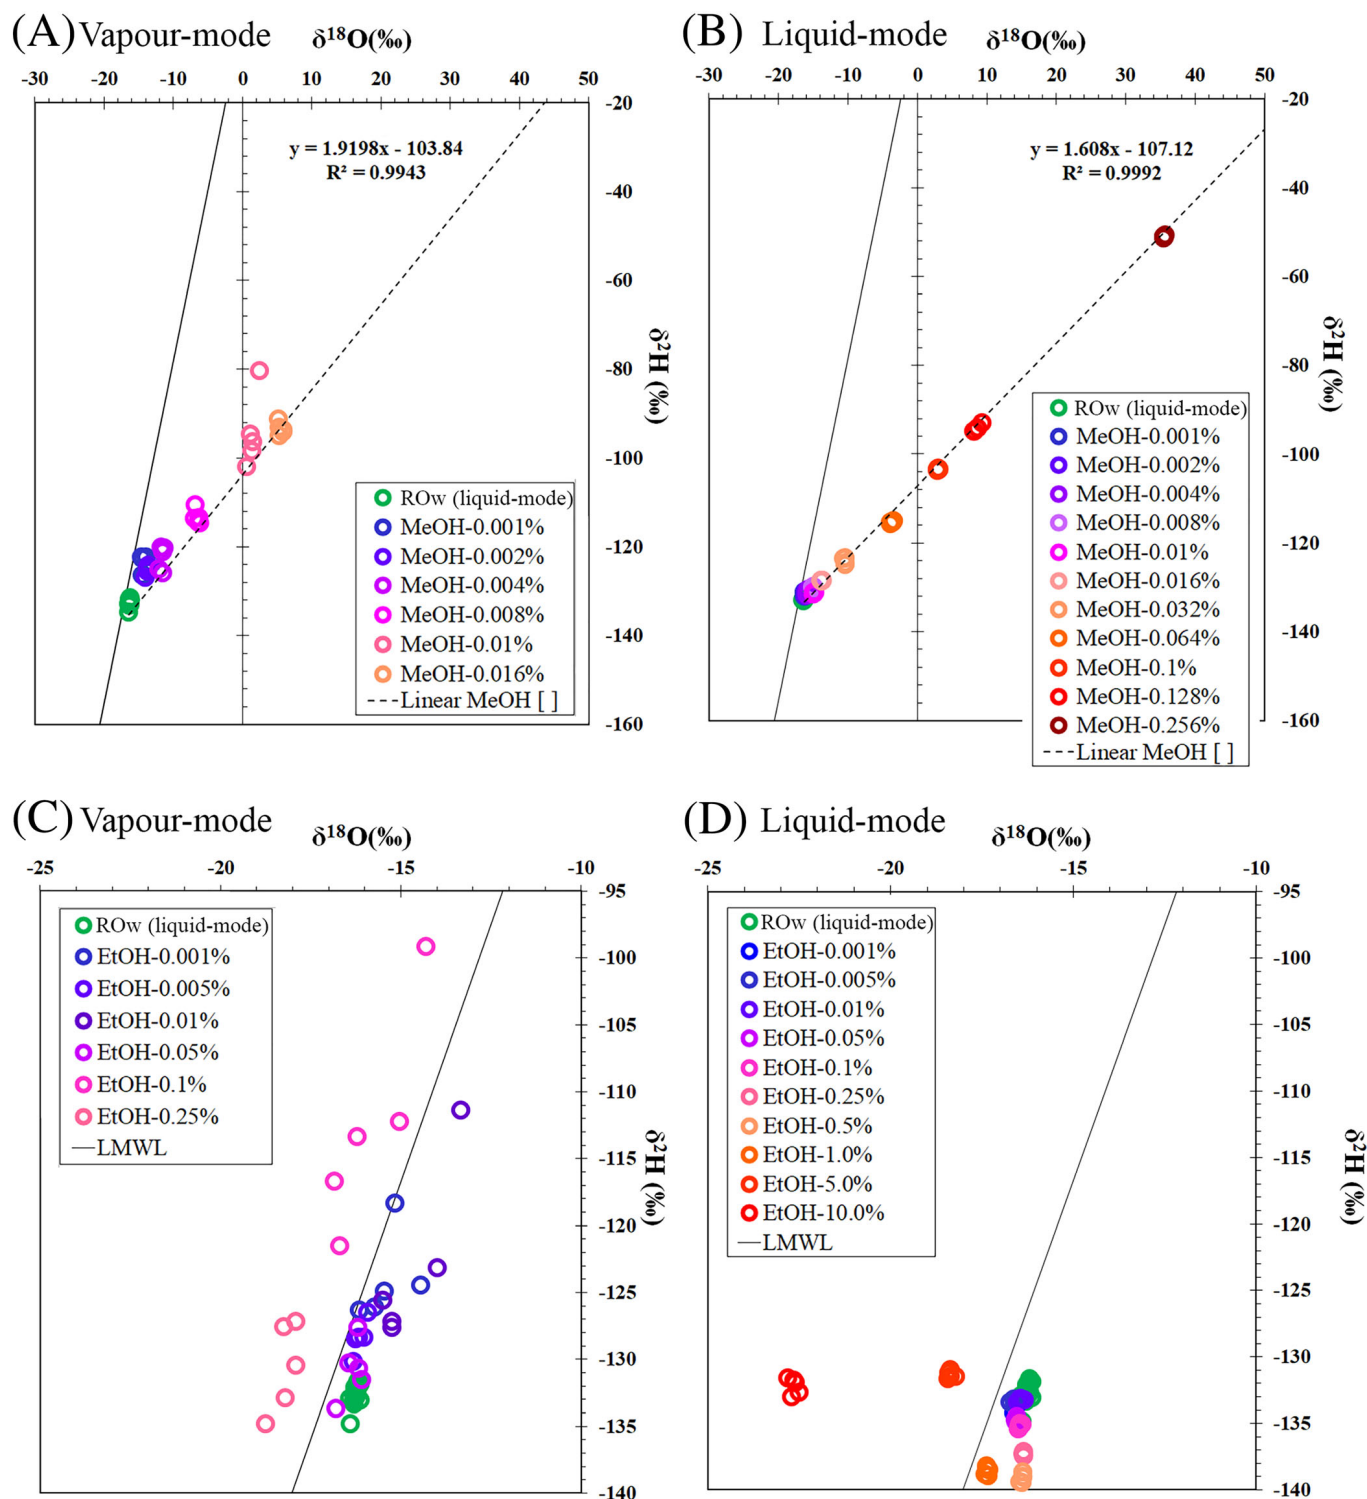 (A) Vapour-mode δ¹⁸O(‰)
-30 -20 -10 0 10 20 30 40 50
-20
-40
-60
-80
-100
-120
-140
-160
δ²H (‰)
y = 1.9198x - 103.84
R² = 0.9943
ROw (liquid-mode)
MeOH-0.001%
MeOH-0.002%
MeOH-0.004%
MeOH-0.008%
MeOH-0.01%
MeOH-0.016%
Linear MeOH [ ]
(B) Liquid-mode δ¹⁸O(‰)
-30 -20 -10 0 10 20 30 40 50
-20
-40
-60
-80
-100
-120
-140
-160
δ²H (‰)
y = 1.608x - 107.12
R² = 0.9992
ROw (liquid-mode)
MeOH-0.001%
MeOH-0.002%
MeOH-0.004%
MeOH-0.008%
MeOH-0.01%
MeOH-0.016%
MeOH-0.032%
MeOH-0.064%
MeOH-0.1%
MeOH-0.128%
MeOH-0.256%
Linear MeOH [ ]
(C) Vapour-mode δ¹⁸O(‰)
-25 -20 -15 -10
-95
-100
-105
-110
-115
-120
-125
-130
-135
-140
δ²H (‰)
ROw (liquid-mode)
EtOH-0.001%
EtOH-0.005%
EtOH-0.01%
EtOH-0.05%
EtOH-0.1%
EtOH-0.25%
LMWL
(D) Liquid-mode δ¹⁸O(‰)
-25 -20 -15 -10
-95
-100
-105
-110
-115
-120
-125
-130
-135
-140
δ²H (‰)
ROw (liquid-mode)
EtOH-0.001%
EtOH-0.005%
EtOH-0.01%
EtOH-0.05%
EtOH-0.1%
EtOH-0.25%
EtOH-0.5%
EtOH-1.0%
EtOH-5.0%
EtOH-10.0%
LMWL